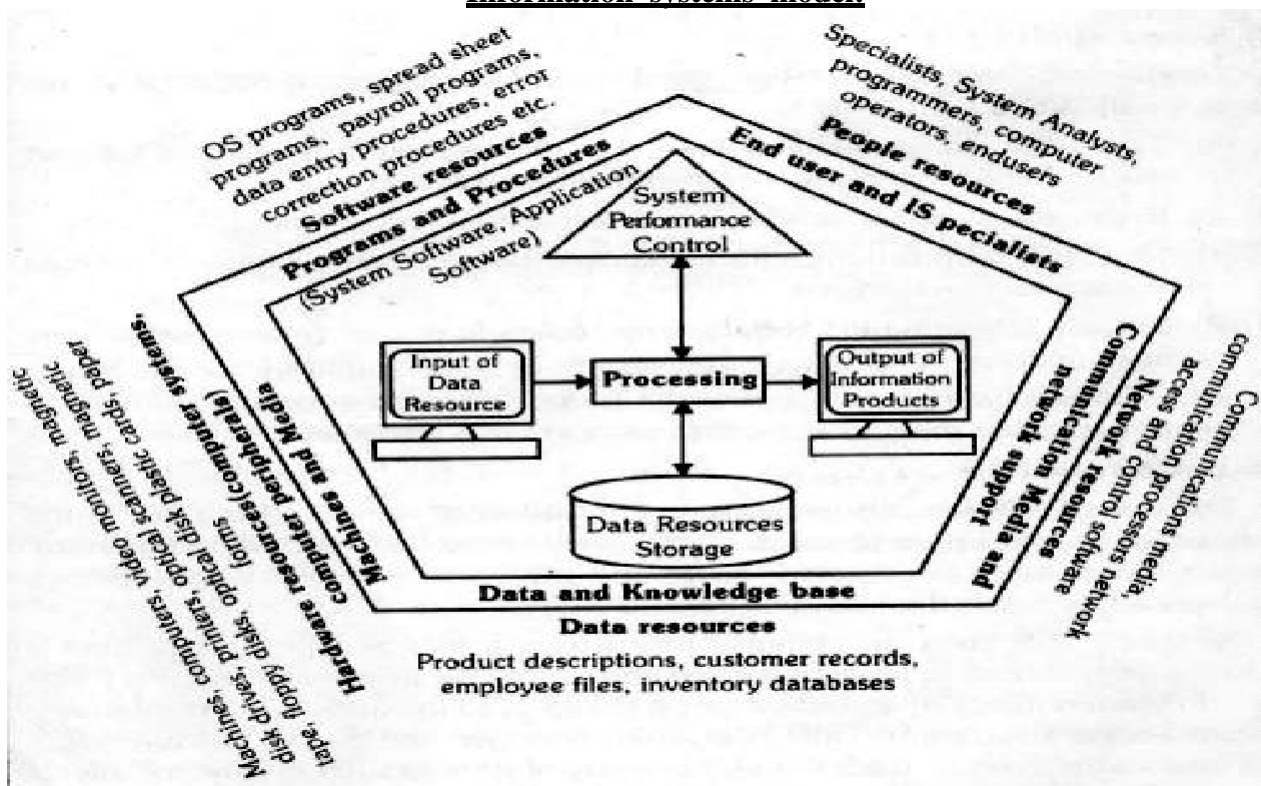 Information systems model:
OS programs, spread sheet
programs, payroll programs,
data entry procedures, error
correction procedures etc.
Software resources
Programs and Procedures
(System Software, Application
Software)
Specialists, System Analysts,
programmers, computer
operators, endusers
People resources
End user and IS pecialists
System
Performance
Control
Input of
Data
Resource
Processing
Output of
Information
Products
Data Resources
Storage
Communications media,
communication processors network
access and control software
Network resources
Communication Media and
network support
Machines and Media
computer peripherals)
Hardware resources(computer systems,
Machines, computers, video monitors, magnetic
disk drives, printers, optical scanners, magnetic
tape, floppy disks, optical disk plastic cards, paper
forms
Data and Knowledge base
Data resources
Product descriptions, customer records,
employee files, inventory databases